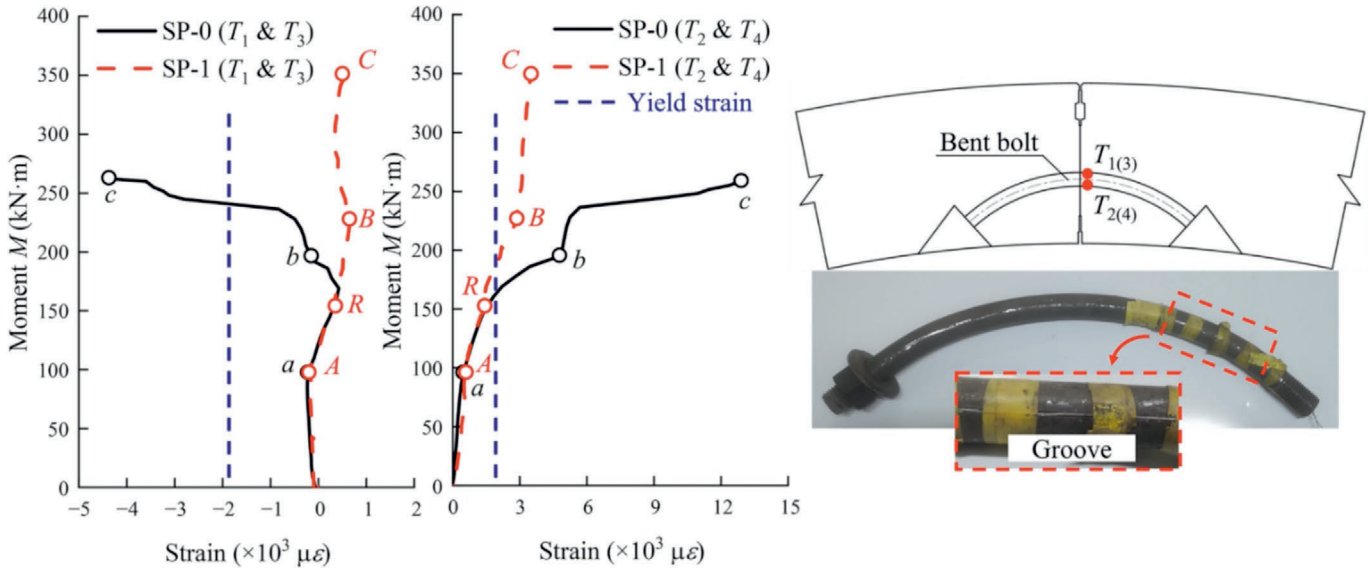 SP-0 (T₁ & T₃)
SP-1 (T₁ & T₃)
400
350
300
250
200
150
100
50
0
Moment M (kN·m)
C
B
R
A
a
b
c
−5
−4
−3
−2
−1
0
1
2
Strain (×10³ με)
SP-0 (T₂ & T₄)
SP-1 (T₂ & T₄)
Yield strain
400
350
300
250
200
150
100
50
0
Moment M (kN·m)
C
B
R
A
a
b
c
0
3
6
9
12
15
Strain (×10³ με)
Bent bolt
T₁₍₃₎
T₂₍₄₎
Groove